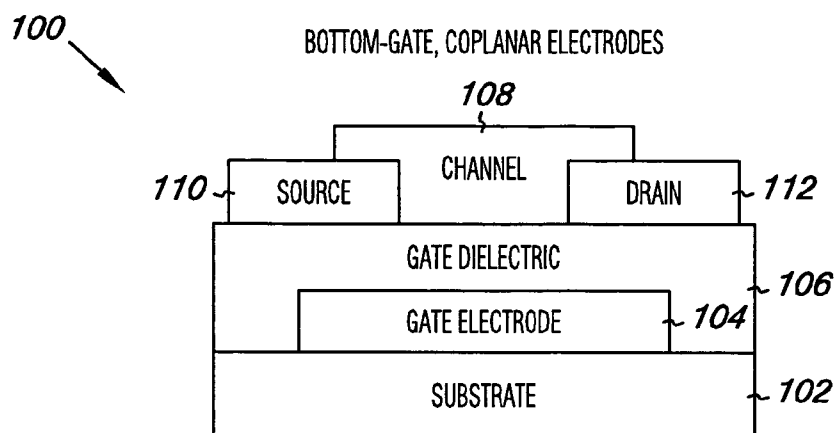 100
BOTTOM-GATE, COPLANAR ELECTRODES
108
CHANNEL
110
SOURCE
DRAIN
112
GATE DIELECTRIC
106
GATE ELECTRODE
104
SUBSTRATE
102